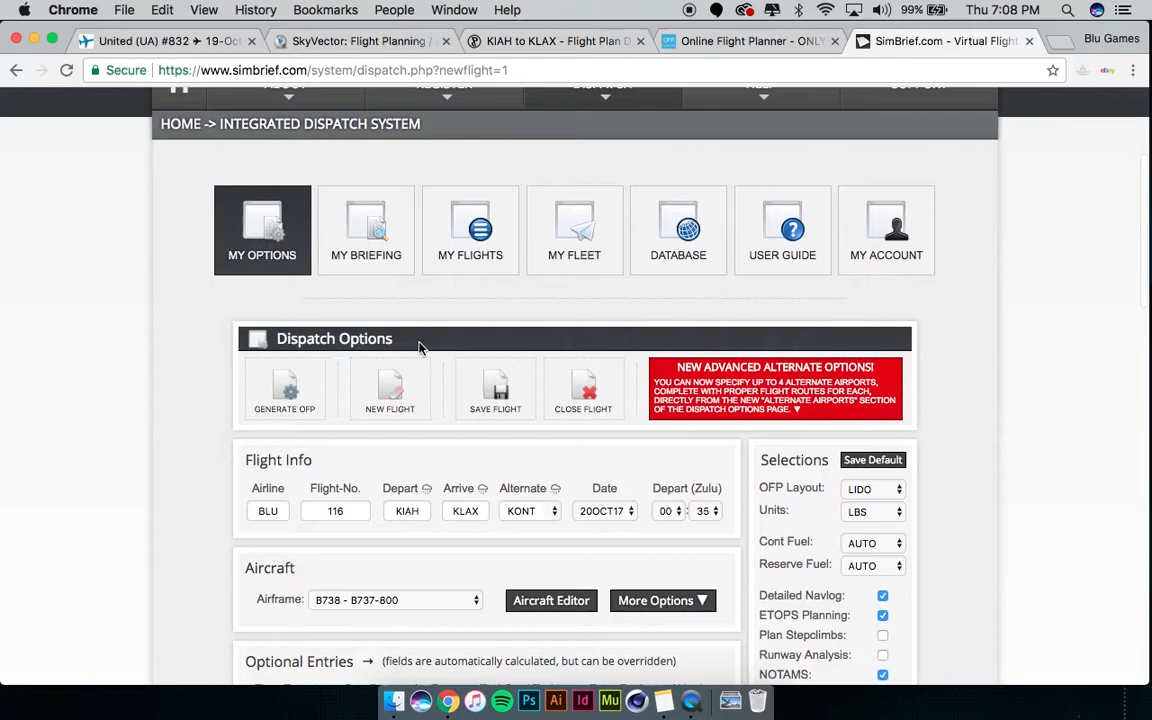 Chrome File Edit View History Bookmarks People Window Help 99% Thu 7:08 PM
United (UA) #832 ✈ 19-Oct SkyVector: Flight Planning / KIAH to KLAX - Flight Plan D Online Flight Planner - ONLY SimBrief.com - Virtual Flight Blu Games
Secure https://www.simbrief.com/system/dispatch.php?newflight=1 ebay
HOME -> INTEGRATED DISPATCH SYSTEM
MY OPTIONS MY BRIEFING MY FLIGHTS MY FLEET DATABASE USER GUIDE MY ACCOUNT
Dispatch Options
GENERATE OFP NEW FLIGHT SAVE FLIGHT CLOSE FLIGHT
NEW ADVANCED ALTERNATE OPTIONS!
YOU CAN NOW SPECIFY UP TO 4 ALTERNATE AIRPORTS,
COMPLETE WITH PROPER FLIGHT ROUTES FOR EACH,
DIRECTLY FROM THE NEW "ALTERNATE AIRPORTS" SECTION
OF THE DISPATCH OPTIONS PAGE. ▼
Flight Info
Airline Flight-No. Depart Arrive Alternate Date Depart (Zulu)
BLU 116 KIAH KLAX KONT 20OCT17 00 : 35
Aircraft
Airframe: B738 - B737-800 Aircraft Editor More Options ▼
Optional Entries → (fields are automatically calculated, but can be overridden)
Selections Save Default
OFP Layout: LIDO
Units: LBS
Cont Fuel: AUTO
Reserve Fuel: AUTO
Detailed Navlog:
ETOPS Planning:
Plan Stepclimbs:
Runway Analysis:
NOTAMS:
Ps Ai Id Mu